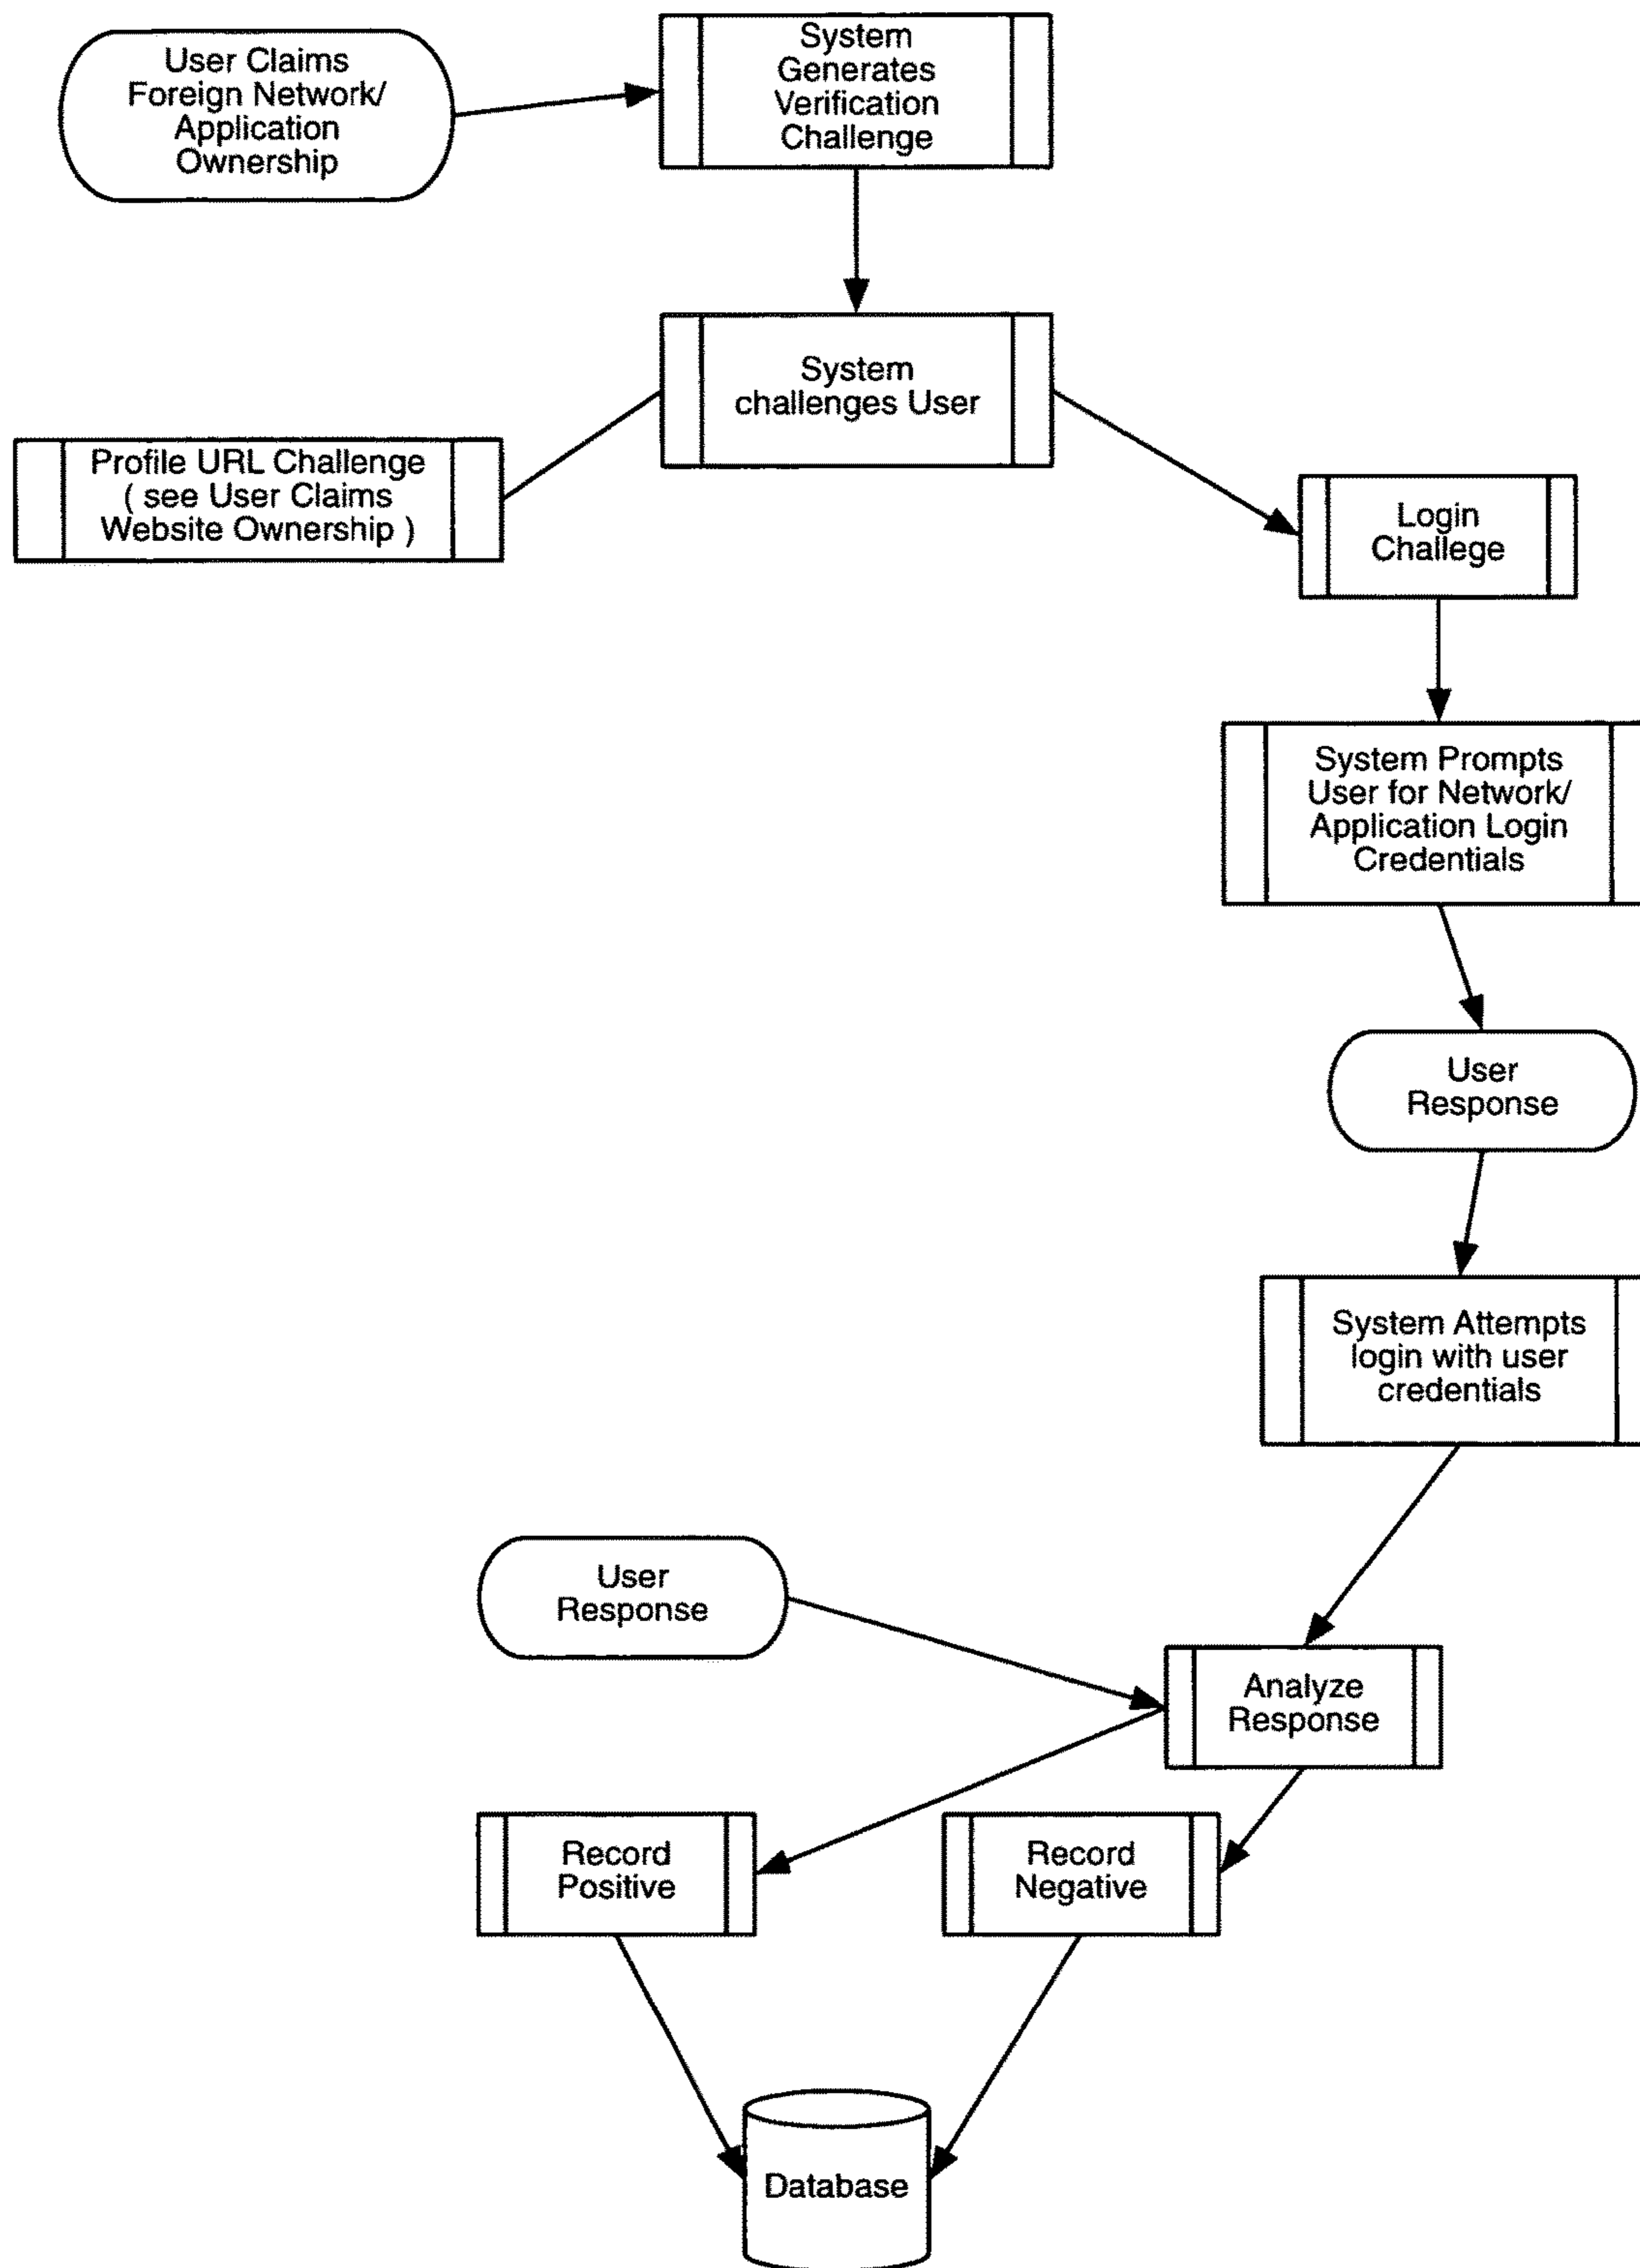 User Claims
Foreign Network/
Application
Ownership
System
Generates
Verification
Challenge
System
challenges User
Profile URL Challenge
( see User Claims
Website Ownership )
Login
Challege
System Prompts
User for Network/
Application Login
Credentials
User
Response
System Attempts
login with user
credentials
User
Response
Analyze
Response
Record
Positive
Record
Negative
Database